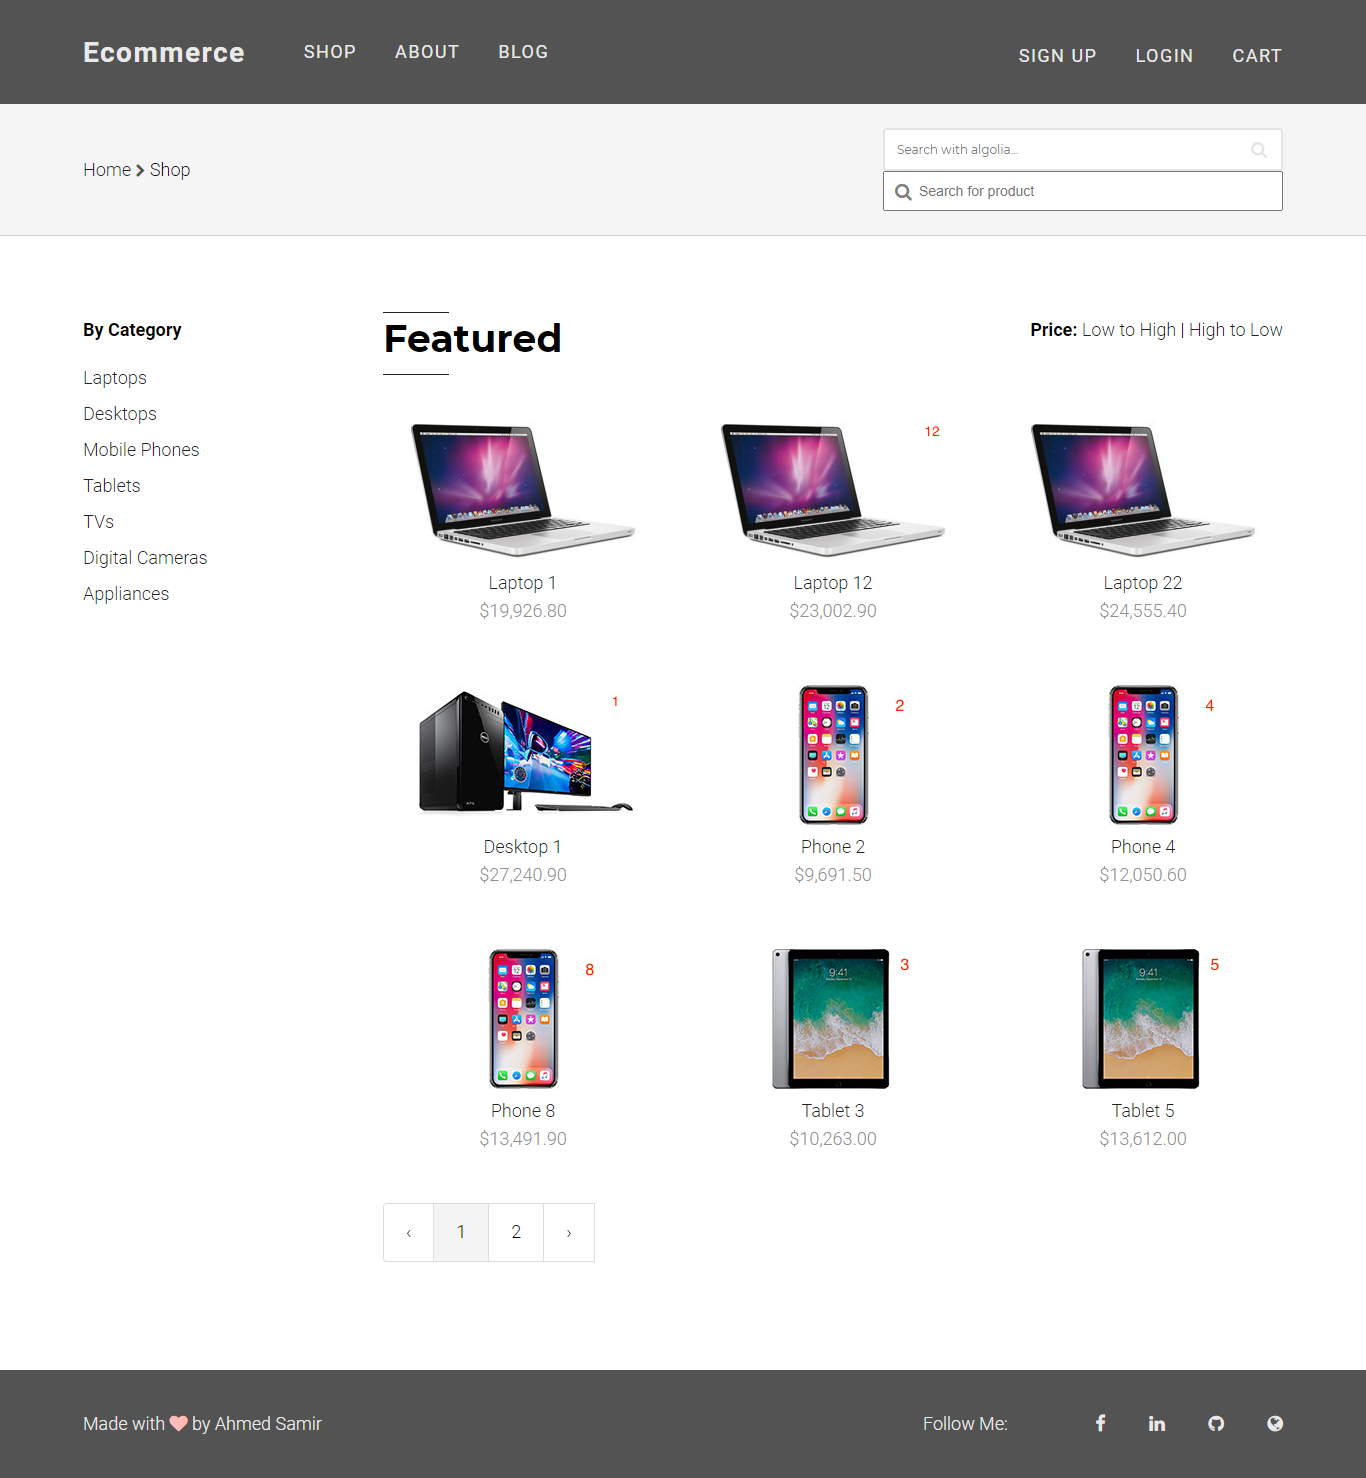 Ecommerce
SHOP ABOUT BLOG
SIGN UP LOGIN CART
Home Shop
Search with algolia...
Search for product
By Category
Laptops
Desktops
Mobile Phones
Tablets
TVs
Digital Cameras
Appliances
Featured
Price: Low to High | High to Low
12
Laptop 1
$19,926.80
Laptop 12
$23,002.90
Laptop 22
$24,555.40
1
2
4
Desktop 1
$27,240.90
Phone 2
$9,691.50
Phone 4
$12,050.60
8
9:41
3
9:41
5
Phone 8
$13,491.90
Tablet 3
$10,263.00
Tablet 5
$13,612.00
‹ 1 2 ›
Made with by Ahmed Samir
Follow Me: